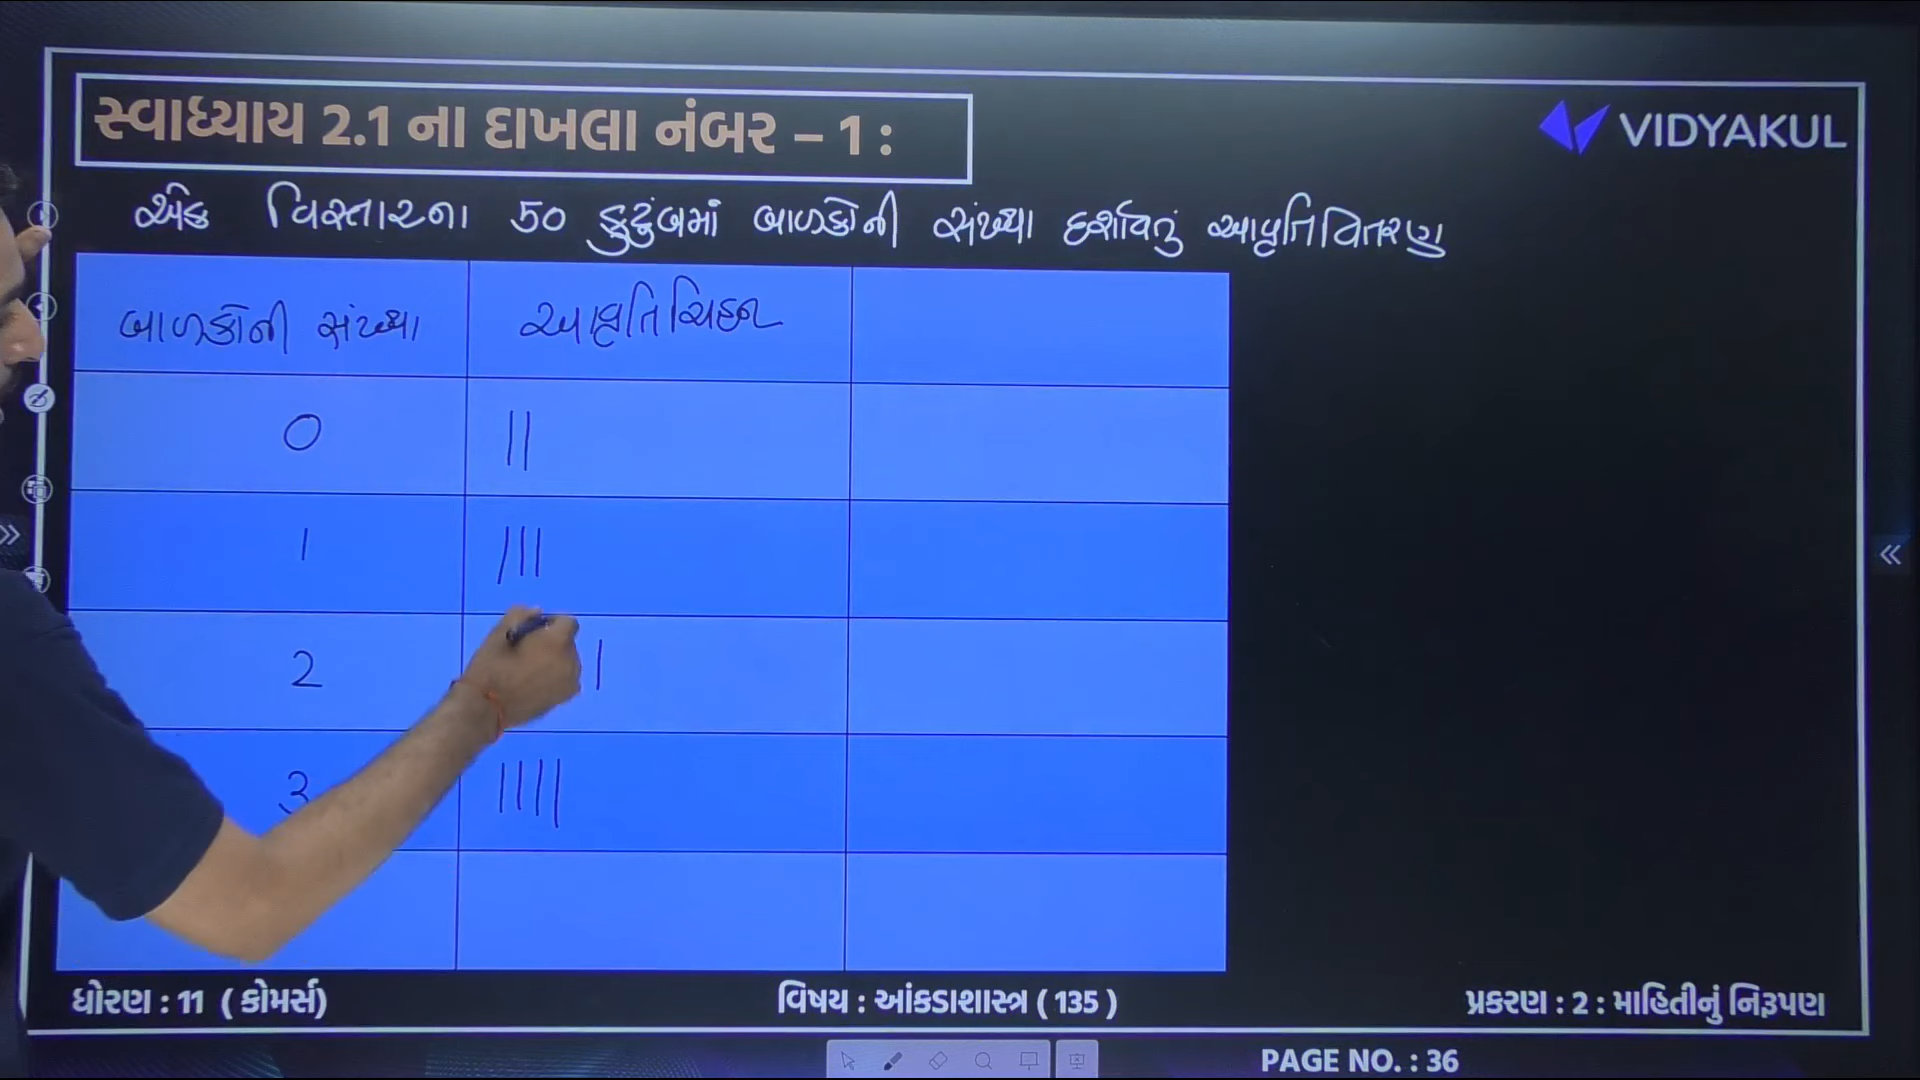 સ્વાધ્યાય 2.1 ના દાખલા નંબર – 1 :
VIDYAKUL
એક વિસ્તારના 50 કુટુંબમાં બાળકોની સંખ્યા દર્શાવતું આવૃત્તિ વિતરણ
બાળકોની સંખ્યા આવૃત્તિ ચિહ્ન
0 ||
1 |||
2 |
3 ||||
ધોરણ : 11 ( કોમર્સ) વિષય : આંકડાશાસ્ત્ર ( 135 ) પ્રકરણ : 2 : માહિતીનું નિરૂપણ
PAGE NO. : 36